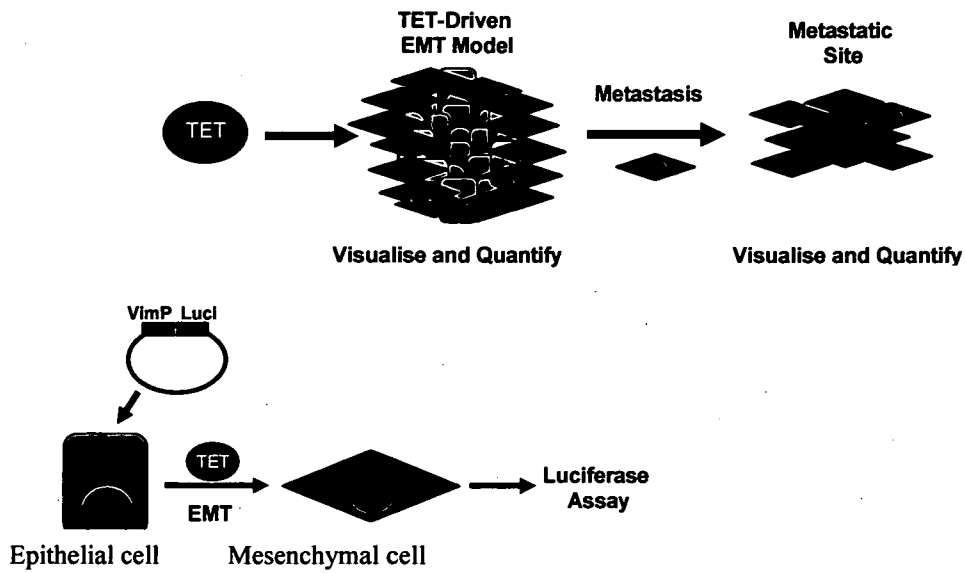 TET-Driven
EMT Model
Metastatic
Site
TET
Metastasis
Visualise and Quantify
Visualise and Quantify
VimP Luci
TET
EMT
Luciferase
Assay
Epithelial cell
Mesenchymal cell